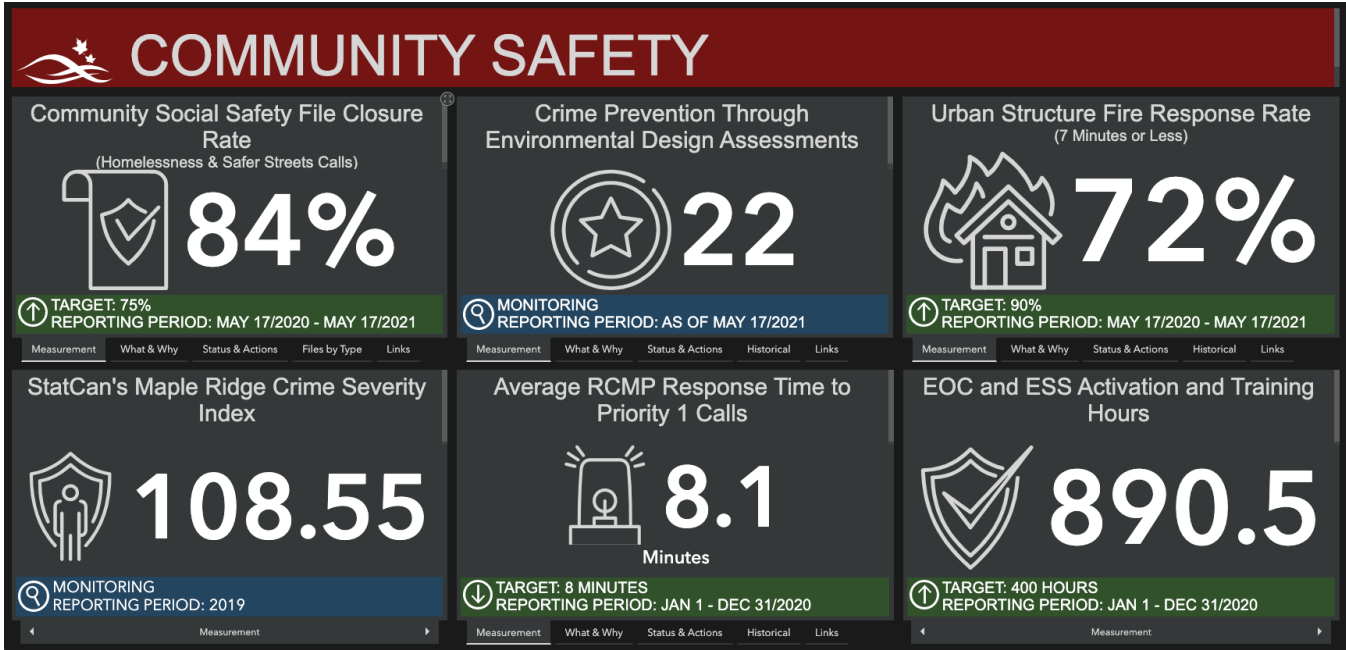 COMMUNITY SAFETY
Community Social Safety File Closure
Rate
(Homelessness & Safer Streets Calls)
84%
TARGET: 75%
REPORTING PERIOD: MAY 17/2020 - MAY 17/2021
Measurement What & Why Status & Actions Files by Type Links
Crime Prevention Through
Environmental Design Assessments
22
MONITORING
REPORTING PERIOD: AS OF MAY 17/2021
Measurement What & Why Status & Actions Historical Links
Urban Structure Fire Response Rate
(7 Minutes or Less)
72%
TARGET: 90%
REPORTING PERIOD: MAY 17/2020 - MAY 17/2021
Measurement What & Why Status & Actions Historical Links
StatCan's Maple Ridge Crime Severity
Index
108.55
MONITORING
REPORTING PERIOD: 2019
Measurement
Average RCMP Response Time to
Priority 1 Calls
8.1
Minutes
TARGET: 8 MINUTES
REPORTING PERIOD: JAN 1 - DEC 31/2020
Measurement What & Why Status & Actions Historical Links
EOC and ESS Activation and Training
Hours
890.5
TARGET: 400 HOURS
REPORTING PERIOD: JAN 1 - DEC 31/2020
Measurement